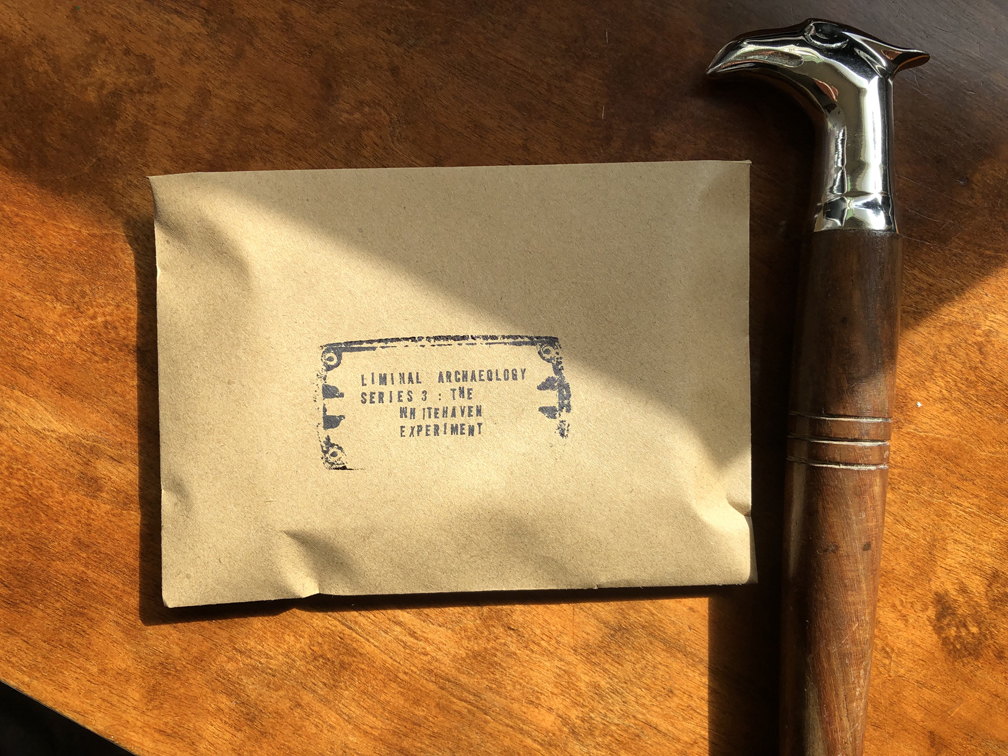 LIMINAL ARCHAEOLOGY
SERIES 3 : THE
WHITEHAVEN
EXPERIMENT